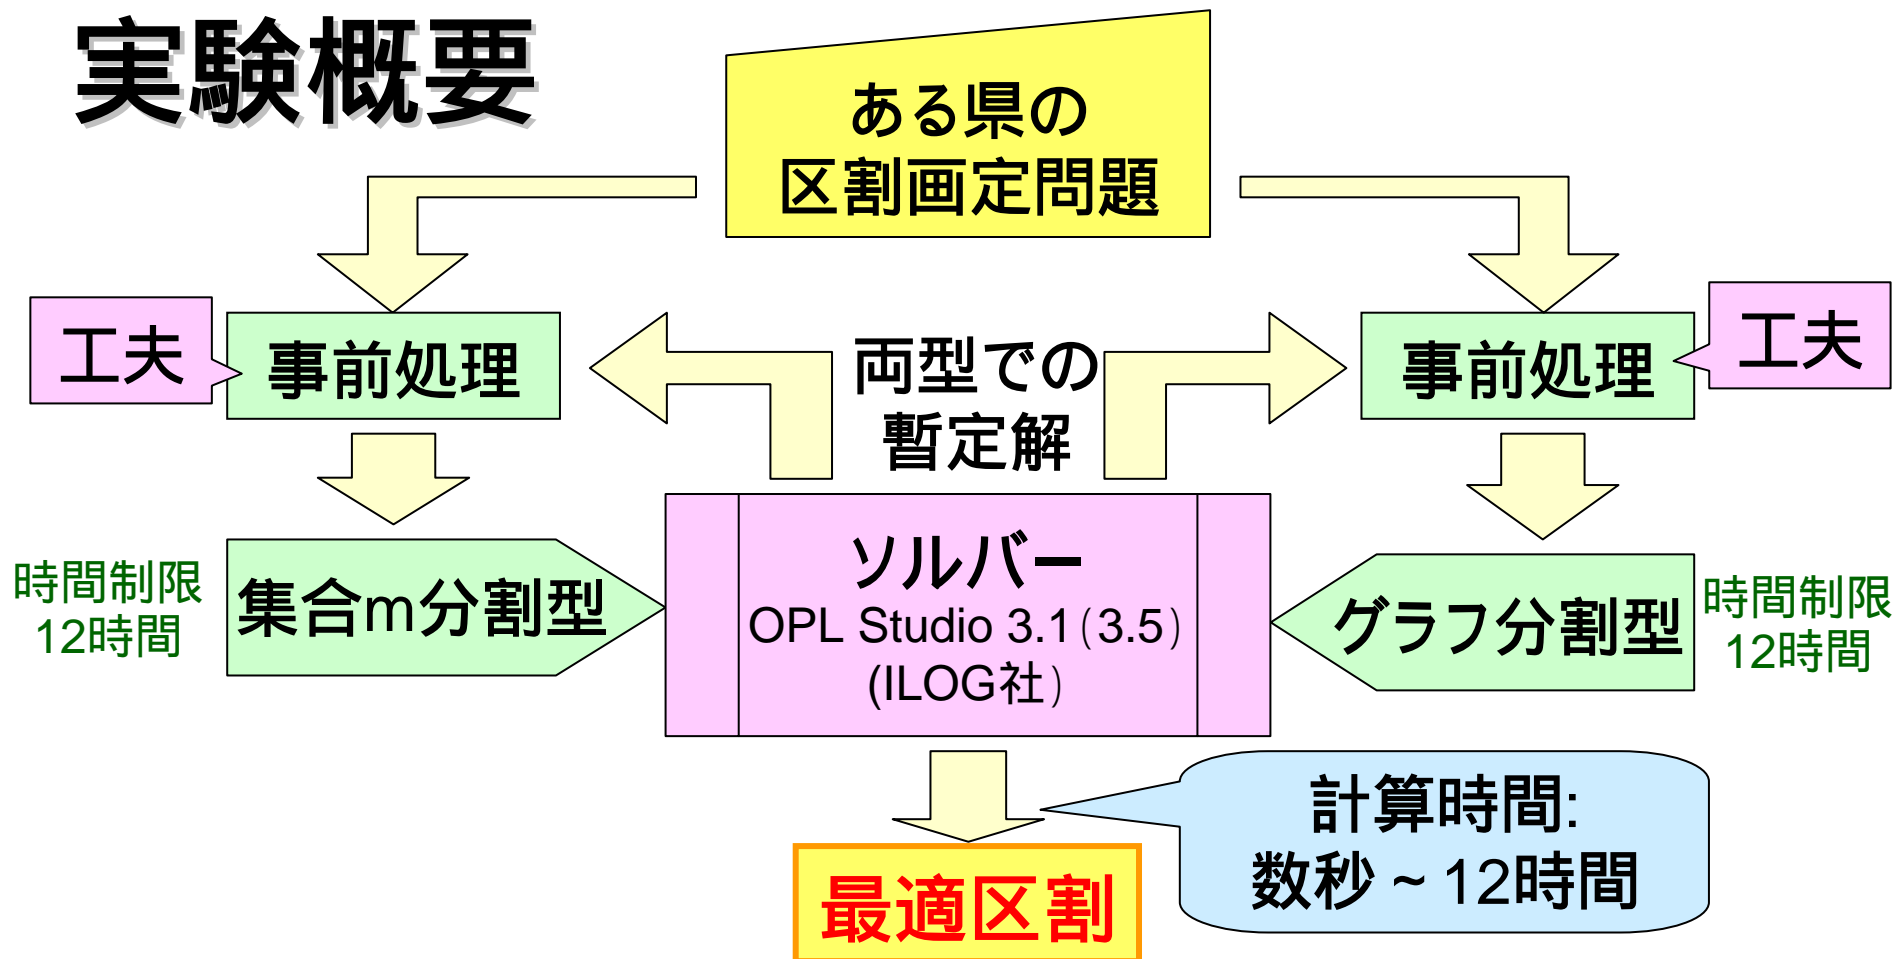 実験概要
ある県の
区割画定問題
工夫
事前処理
両型での
暫定解
事前処理
工夫
時間制限
12時間
集合m分割型
ソルバー
OPL Studio 3.1(3.5)
(ILOG社)
グラフ分割型
時間制限
12時間
計算時間:
数秒~12時間
最適区割